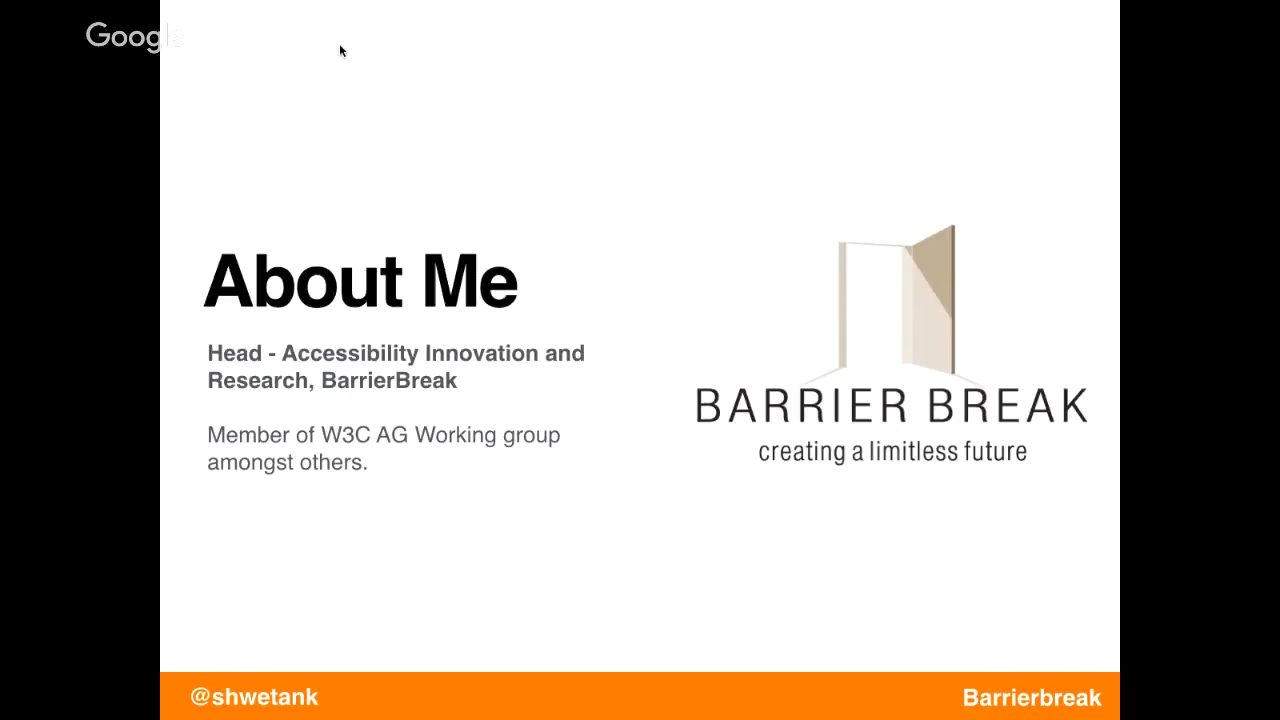 Google
About Me
Head - Accessibility Innovation and
Research, BarrierBreak
Member of W3C AG Working group
amongst others.
BARRIER BREAK
creating a limitless future
@shwetank
Barrierbreak